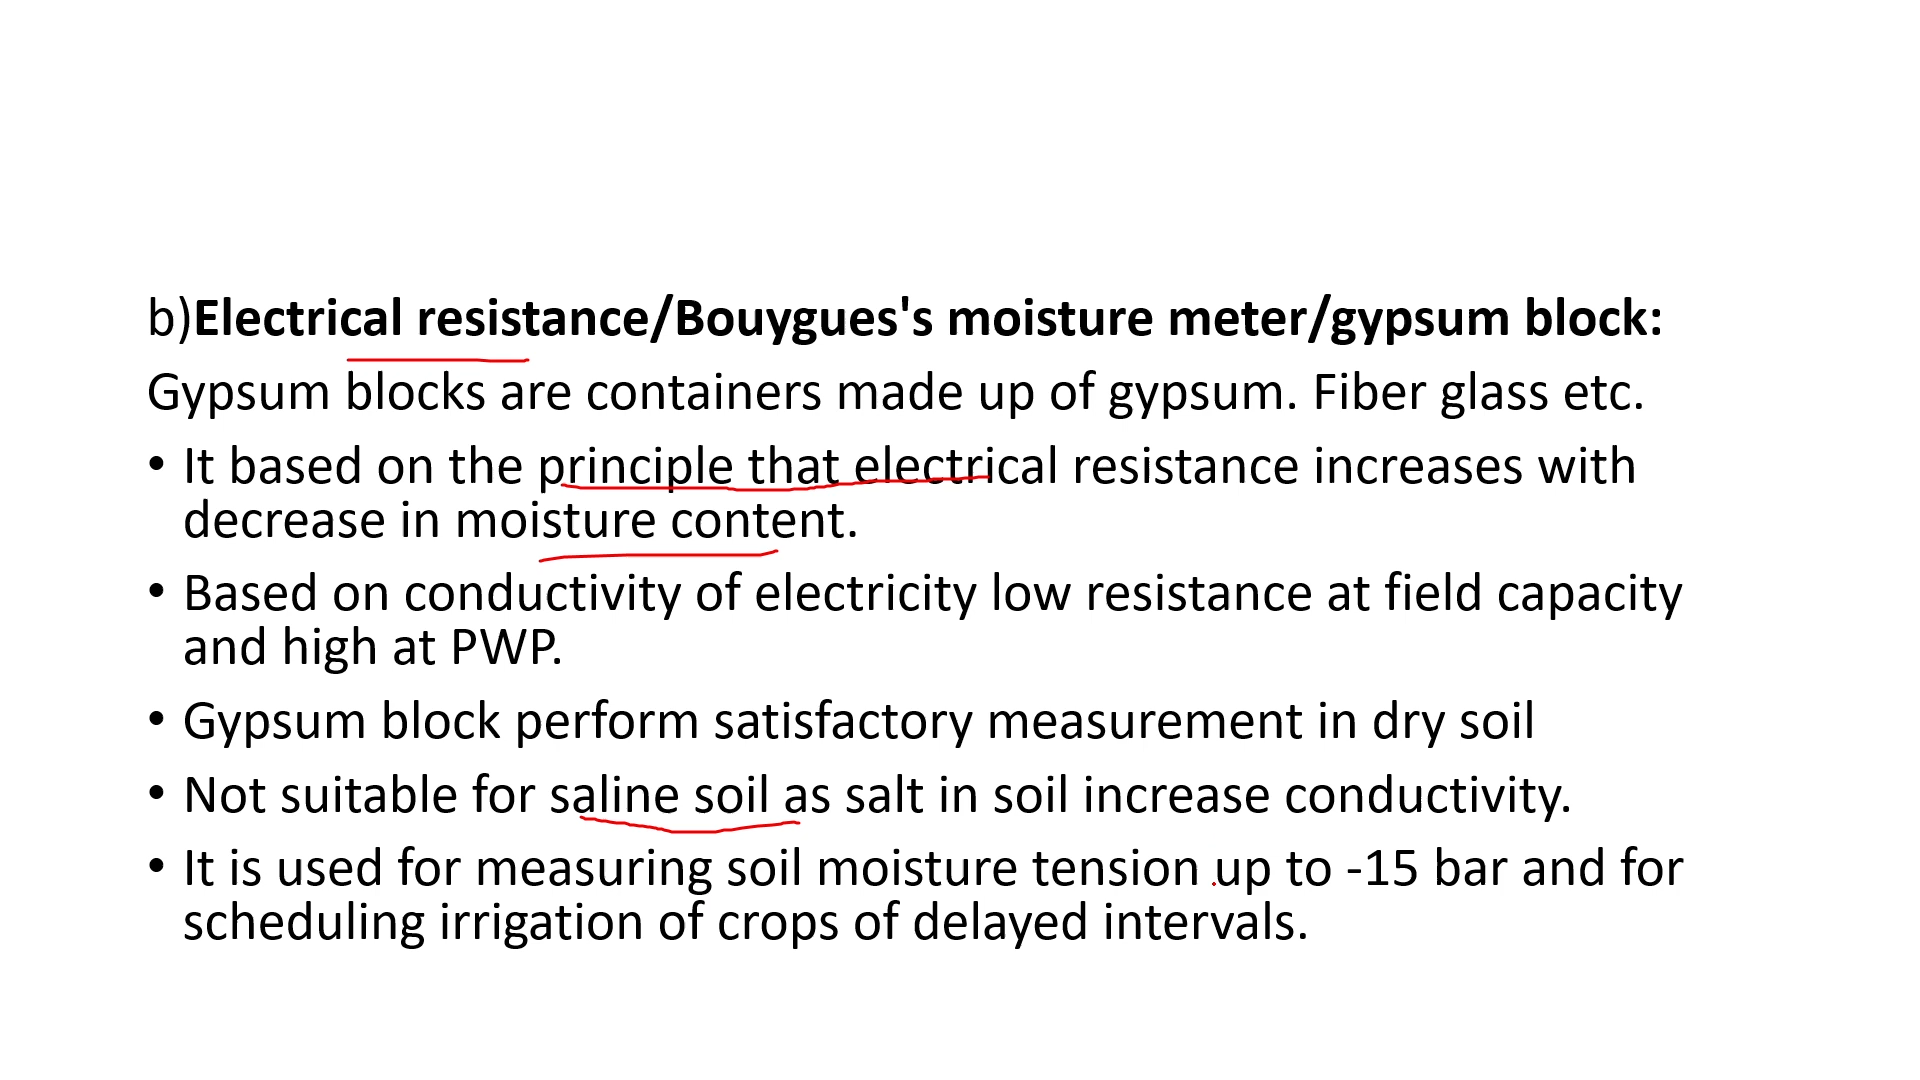 b)Electrical resistance/Bouygues's moisture meter/gypsum block:
Gypsum blocks are containers made up of gypsum. Fiber glass etc.
• It based on the principle that electrical resistance increases with
decrease in moisture content.
• Based on conductivity of electricity low resistance at field capacity
and high at PWP.
• Gypsum block perform satisfactory measurement in dry soil
• Not suitable for saline soil as salt in soil increase conductivity.
• It is used for measuring soil moisture tension up to -15 bar and for
scheduling irrigation of crops of delayed intervals.